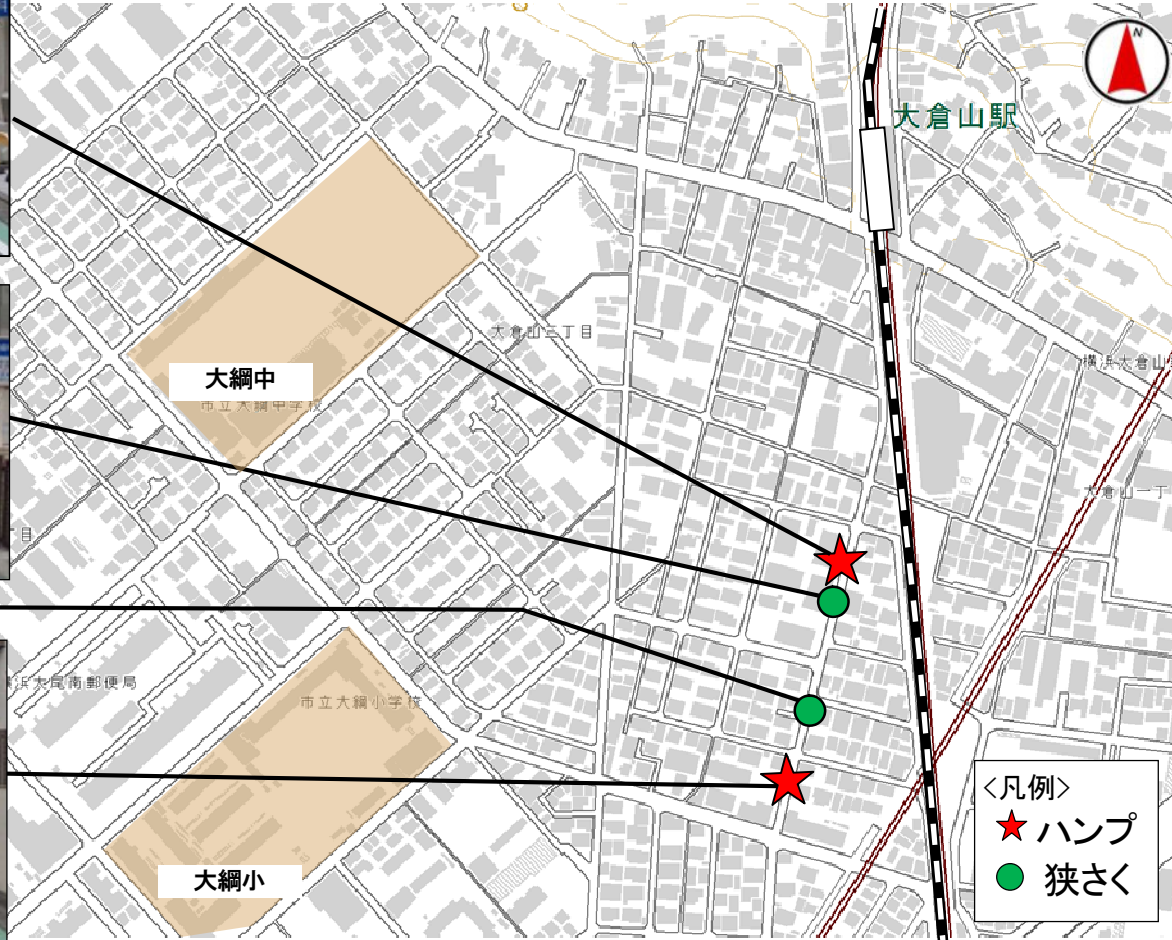 N
大倉山駅
大倉山三丁目
横浜大倉山
大綱中
市立大綱中学校
大倉山一丁
目
横浜大尾南郵便局
市立大綱小学校
大綱小
<凡例>
ハンプ
狭さく